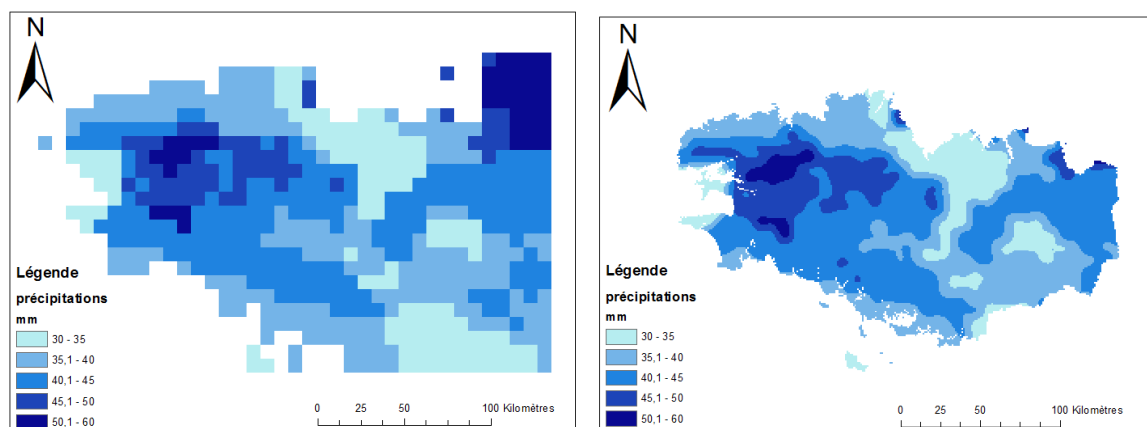 N
Légende
précipitations
mm
30 - 35
35,1 - 40
40,1 - 45
45,1 - 50
50,1 - 60
0 25 50 100 Kilomètres
N
Légende
précipitations
mm
30 - 35
35,1 - 40
40,1 - 45
45,1 - 50
50,1 - 60
0 25 50 100 Kilomètres